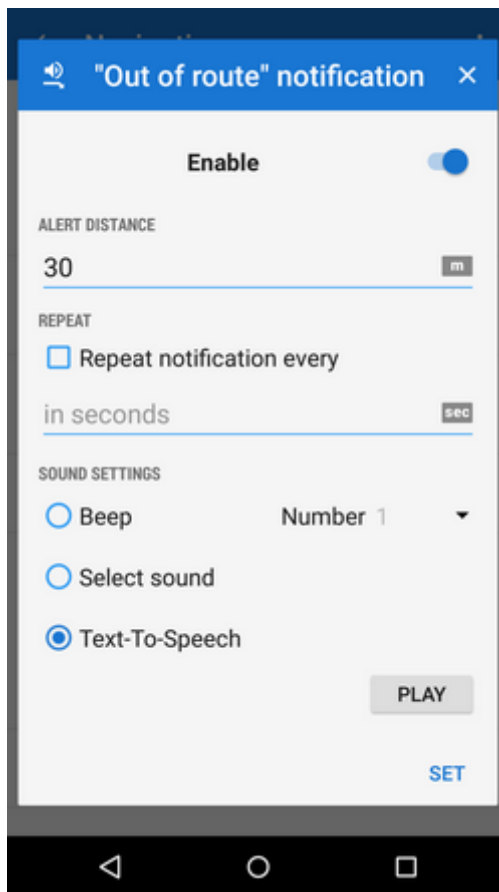 "Out of route" notification
Enable
ALERT DISTANCE
30 m
REPEAT
Repeat notification every
in seconds sec
SOUND SETTINGS
Beep Number 1
Select sound
Text-To-Speech
PLAY
SET